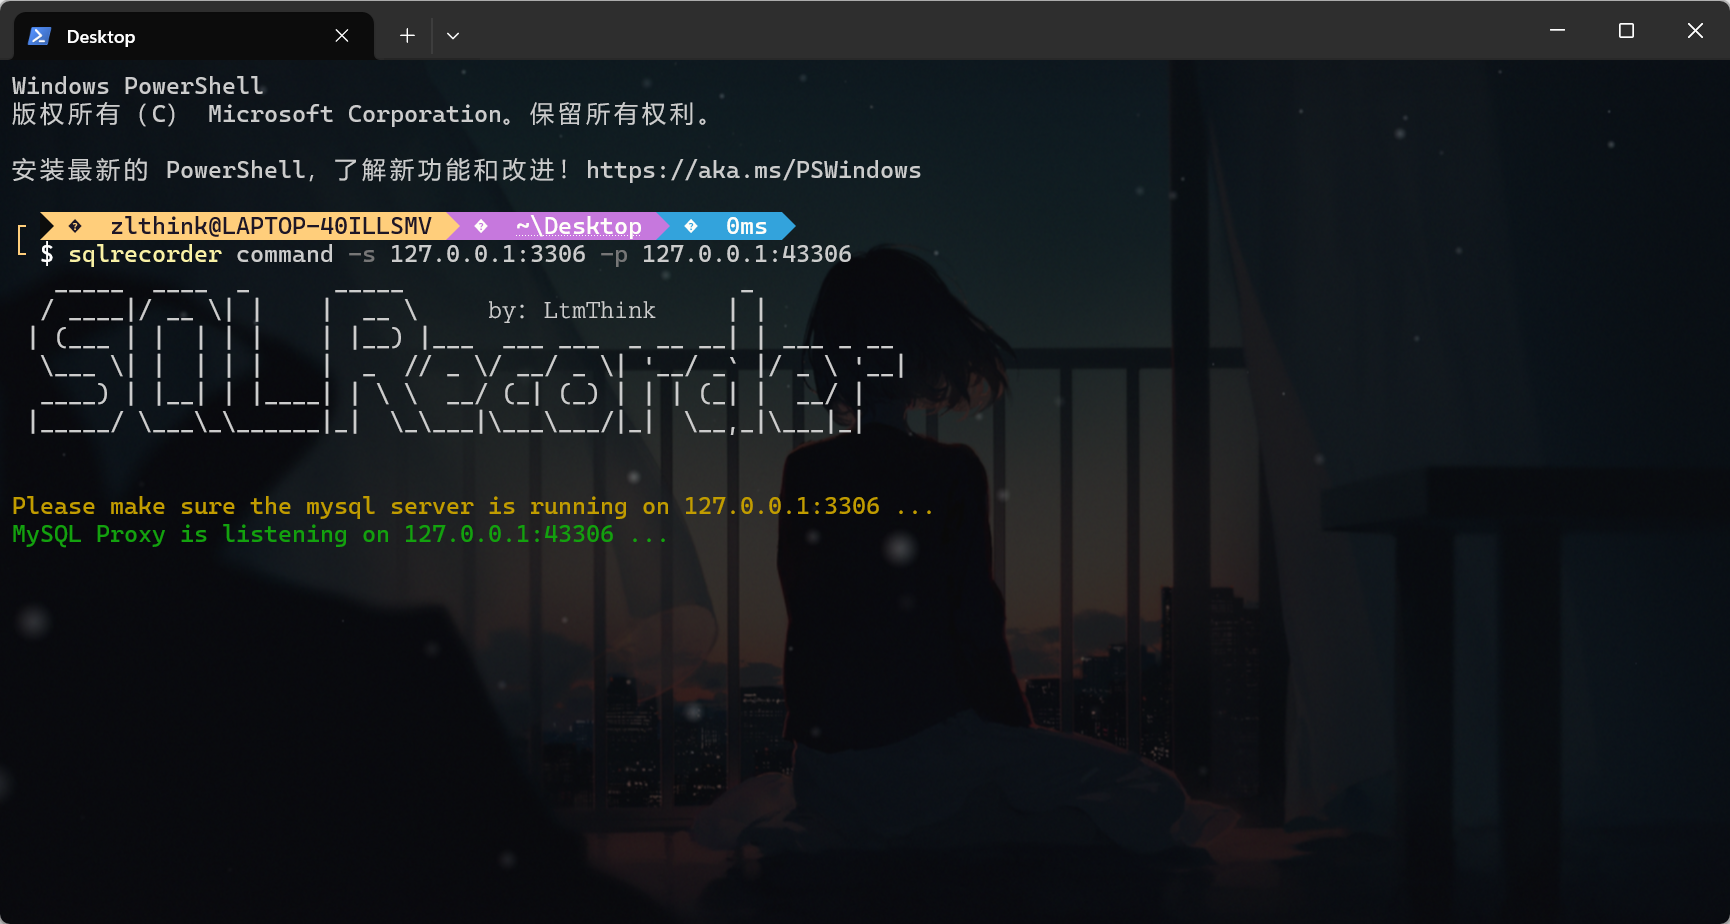 Desktop
Windows PowerShell
版权所有 (C) Microsoft Corporation。保留所有权利。
安装最新的 PowerShell，了解新功能和改进！https://aka.ms/PSWindows
zlthink@LAPTOP-40ILLSMV ~\Desktop 0ms
$ sqlrecorder command -s 127.0.0.1:3306 -p 127.0.0.1:43306
SQL Recorder
by: LtmThink
Please make sure the mysql server is running on 127.0.0.1:3306 ...
MySQL Proxy is listening on 127.0.0.1:43306 ...